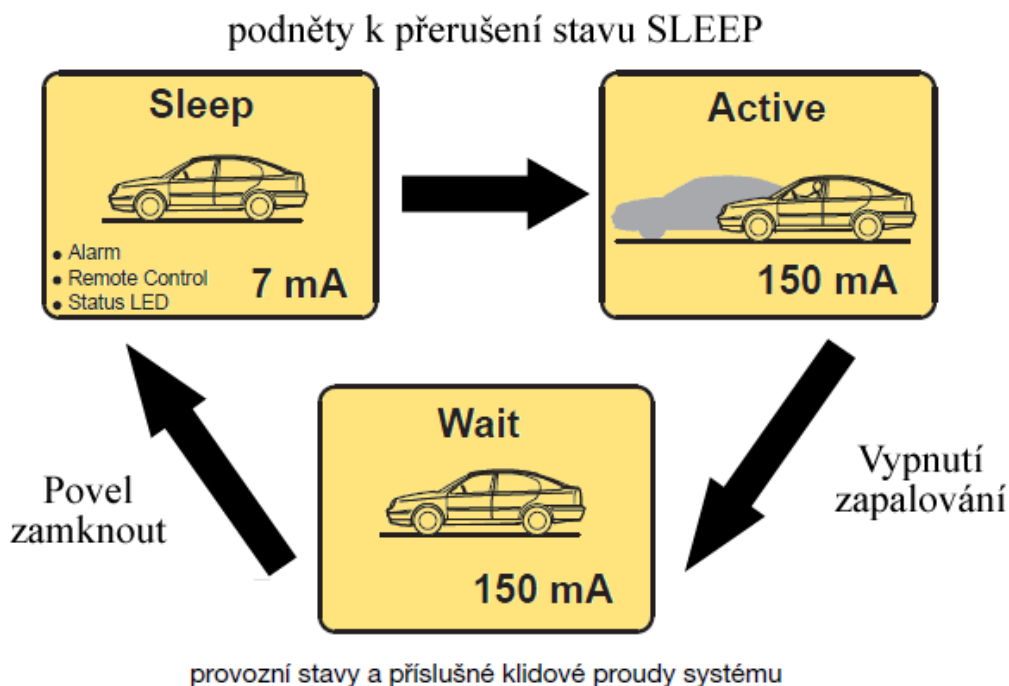 podněty k přerušení stavu SLEEP
Sleep
• Alarm
• Remote Control
• Status LED
7 mA
Active
150 mA
Vypnutí
zapalování
Wait
150 mA
Povel
zamknout
provozní stavy a příslušné klidové proudy systému